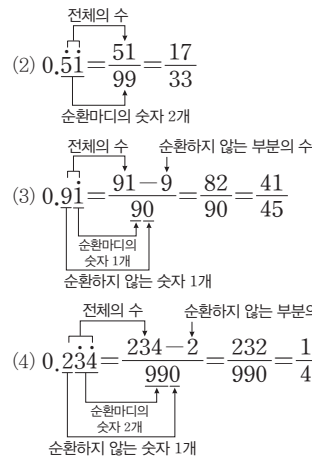 전체의 수
(2) 0.5̇1̇ = 51/99 = 17/33
순환마디의 숫자 2개
전체의 수 순환하지 않는 부분의 수
(3) 0.91̇ = 91-9/90 = 82/90 = 41/45
순환마디의
숫자 1개
순환하지 않는 숫자 1개
전체의 수 순환하지 않는 부분의
(4) 0.23̇4̇ = 234-2/990 = 232/990 =
순환마디의
숫자 2개
순환하지 않는 숫자 1개